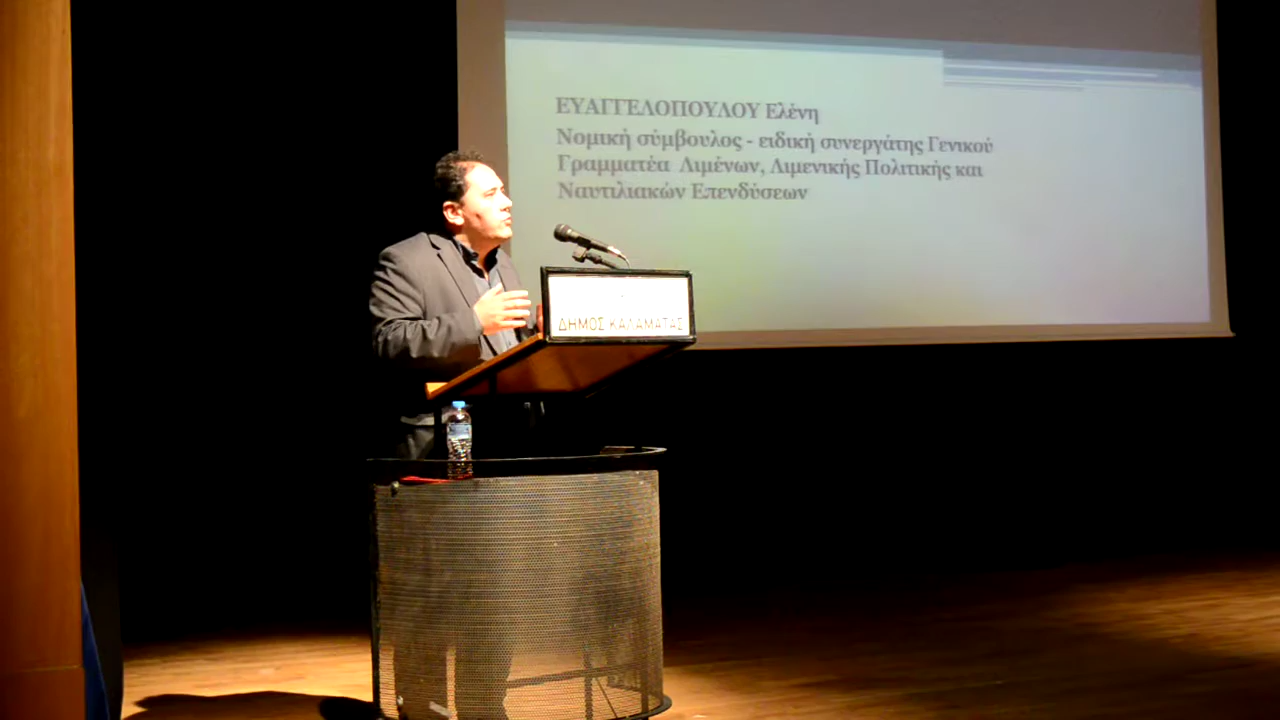 ΕΥΑΓΓΕΛΟΠΟΥΛΟΥ Ελένη
Νομική σύμβουλος - ειδική συνεργάτης Γενικού
Γραμματέα Λιμένων, Λιμενικής Πολιτικής και
Ναυτιλιακών Επενδύσεων
ΔΗΜΟΣ ΚΑΛΑΜΑΤΑΣ